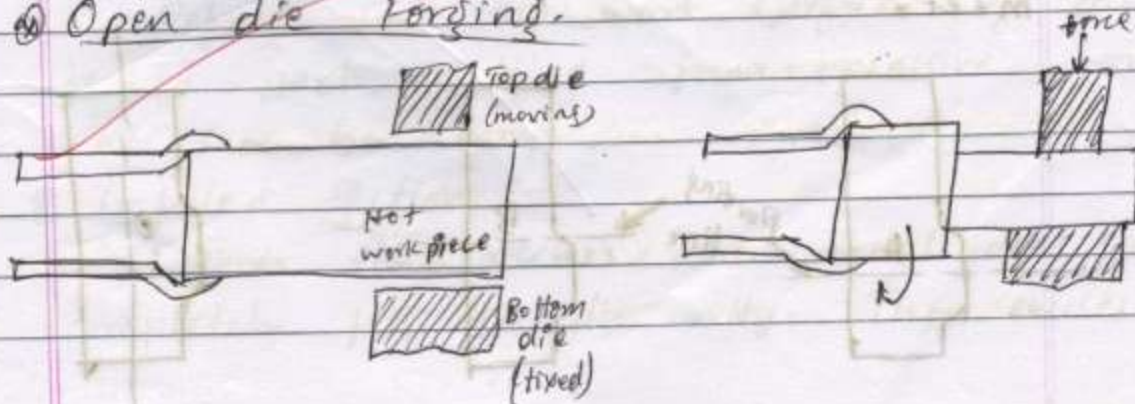 Open die forging.
force
Top die
(moving)
Hot
workpiece
Bottom
die
(fixed)